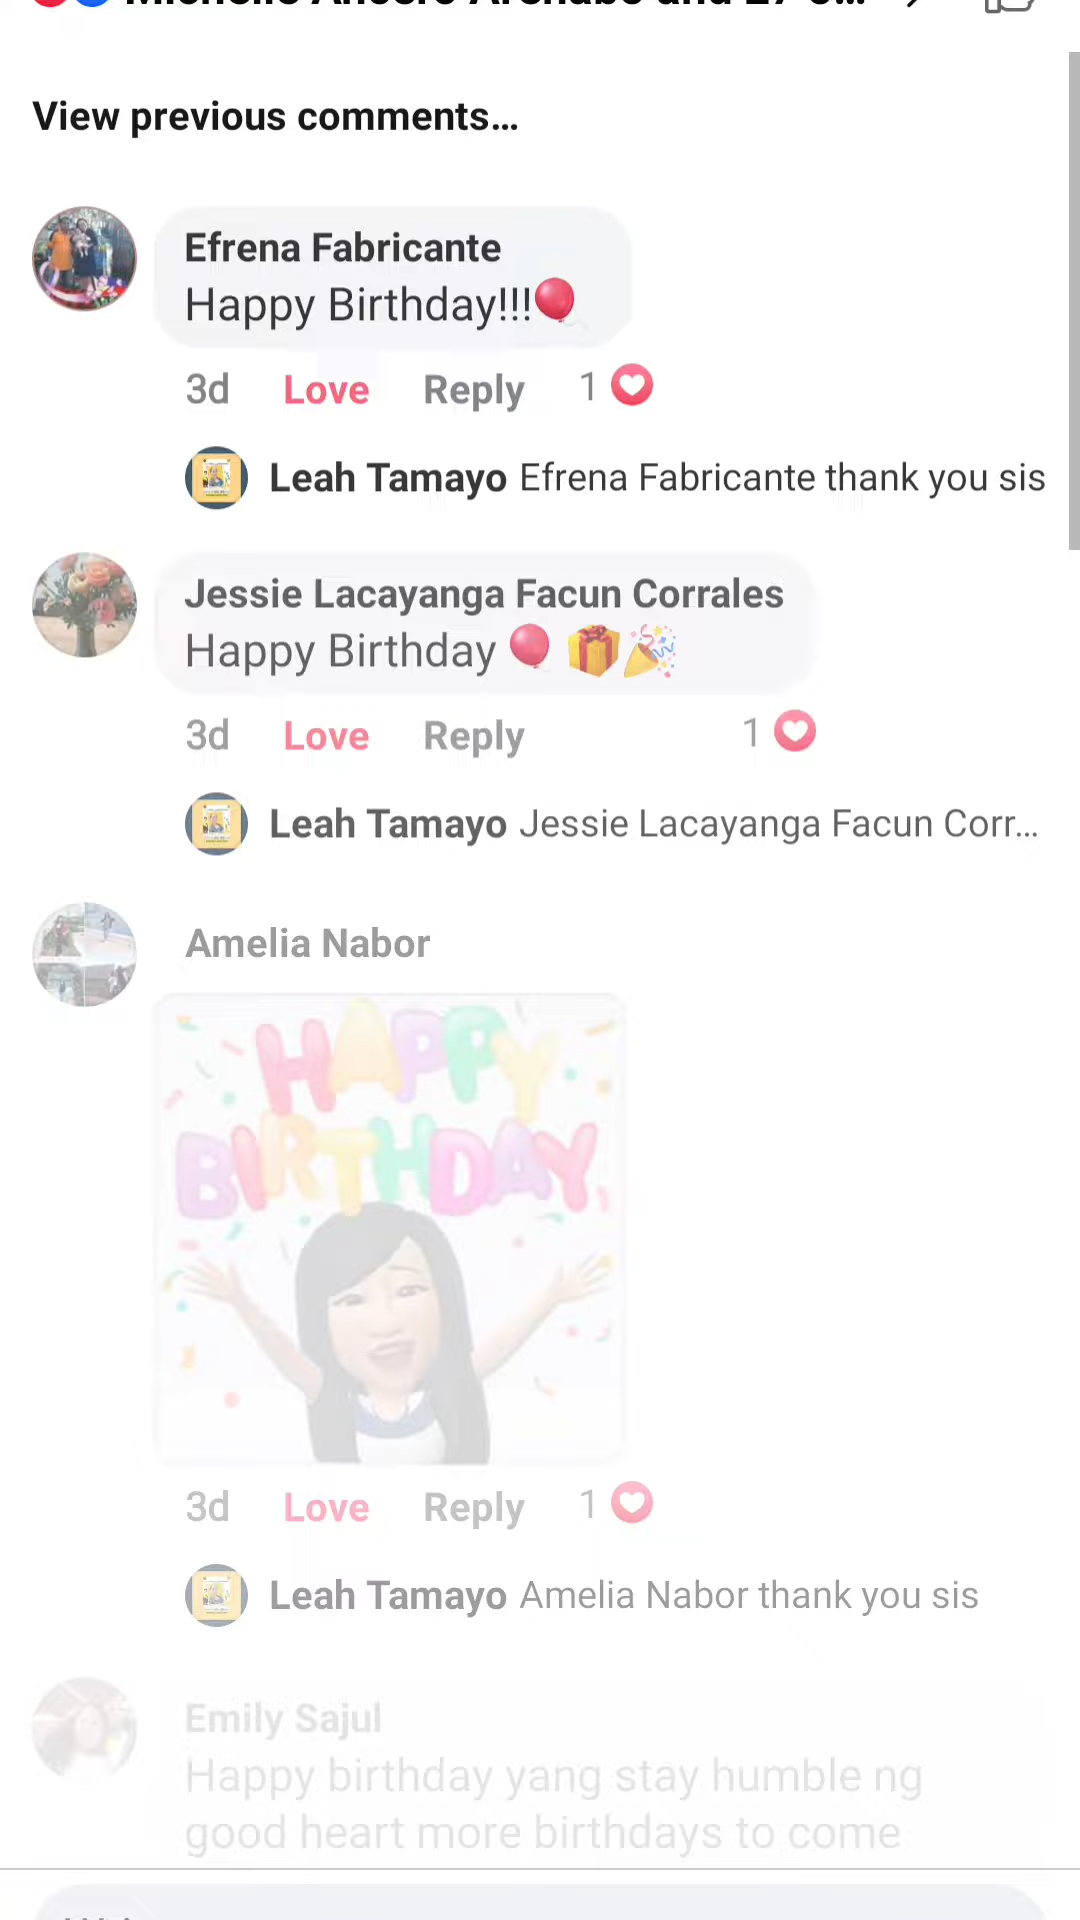 View previous comments...
Efrena Fabricante
Happy Birthday!!!🎈
3d Love Reply 1
Leah Tamayo Efrena Fabricante thank you sis
Jessie Lacayanga Facun Corrales
Happy Birthday 🎈 🎁🎉
3d Love Reply 1
Leah Tamayo Jessie Lacayanga Facun Corr...
Amelia Nabor
HAPPY
BIRTHDAY
3d Love Reply 1
Leah Tamayo Amelia Nabor thank you sis
Emily Sajul
Happy birthday yang stay humble ng
good heart more birthdays to come